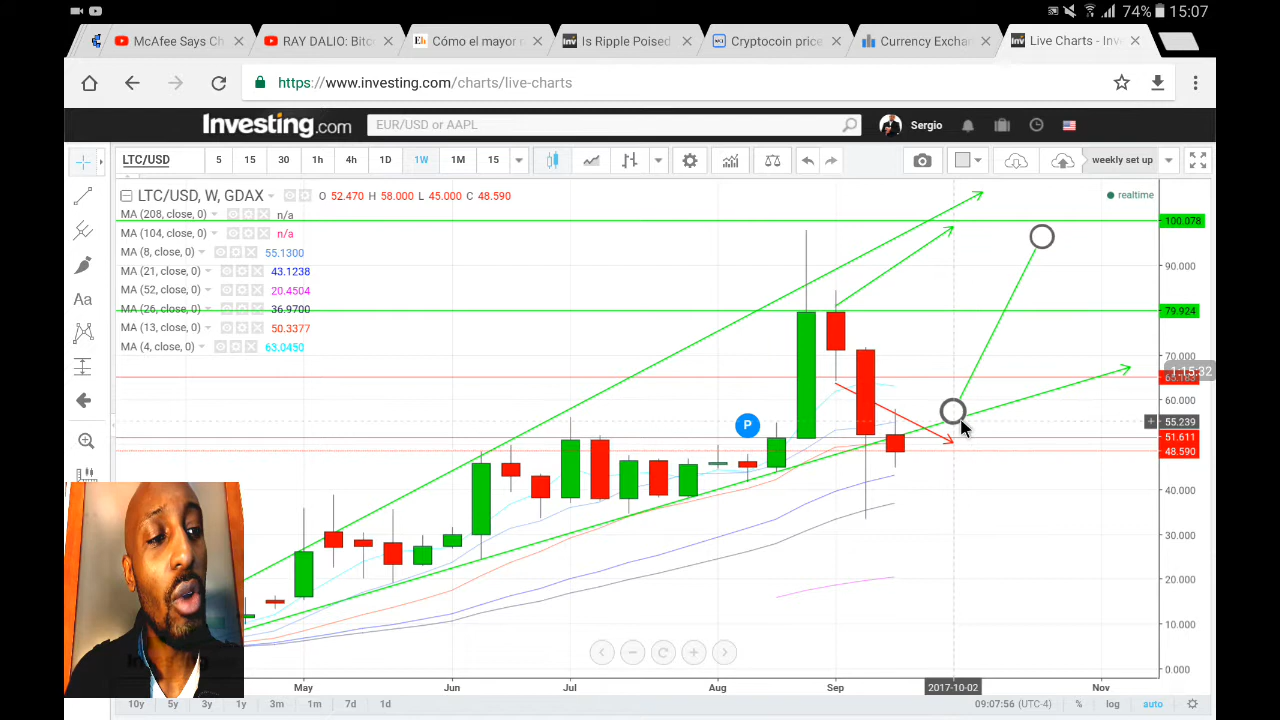 74% 15:07
McAfee Says Ch
RAY DALIO: Bitc
Cómo el mayor n
Is Ripple Poised
Cryptocoin price
Currency Exchan
Live Charts - Inve
https://www.investing.com/charts/live-charts
Investing.com
EUR/USD or AAPL
Sergio
LTC/USD 5 15 30 1h 4h 1D 1W 1M 15 weekly set up
LTC/USD, W, GDAX O 52.470 H 58.000 L 45.000 C 48.590
realtime
MA (208, close, 0) n/a
MA (104, close, 0) n/a
MA (8, close, 0) 55.1300
MA (21, close, 0) 43.1238
MA (52, close, 0) 20.4504
MA (26, close, 0) 36.9700
MA (13, close, 0) 50.3377
MA (4, close, 0) 63.0450
Aa
P
100.078
90.000
79.924
70.000
1:15:32
60.000
55.239
51.611
48.590
40.000
30.000
20.000
10.000
0.000
May Jun Jul Aug Sep 2017-10-02 Nov
10y 5y 3y 1y 3m 1m 7d 1d 09:07:56 (UTC-4) % log auto